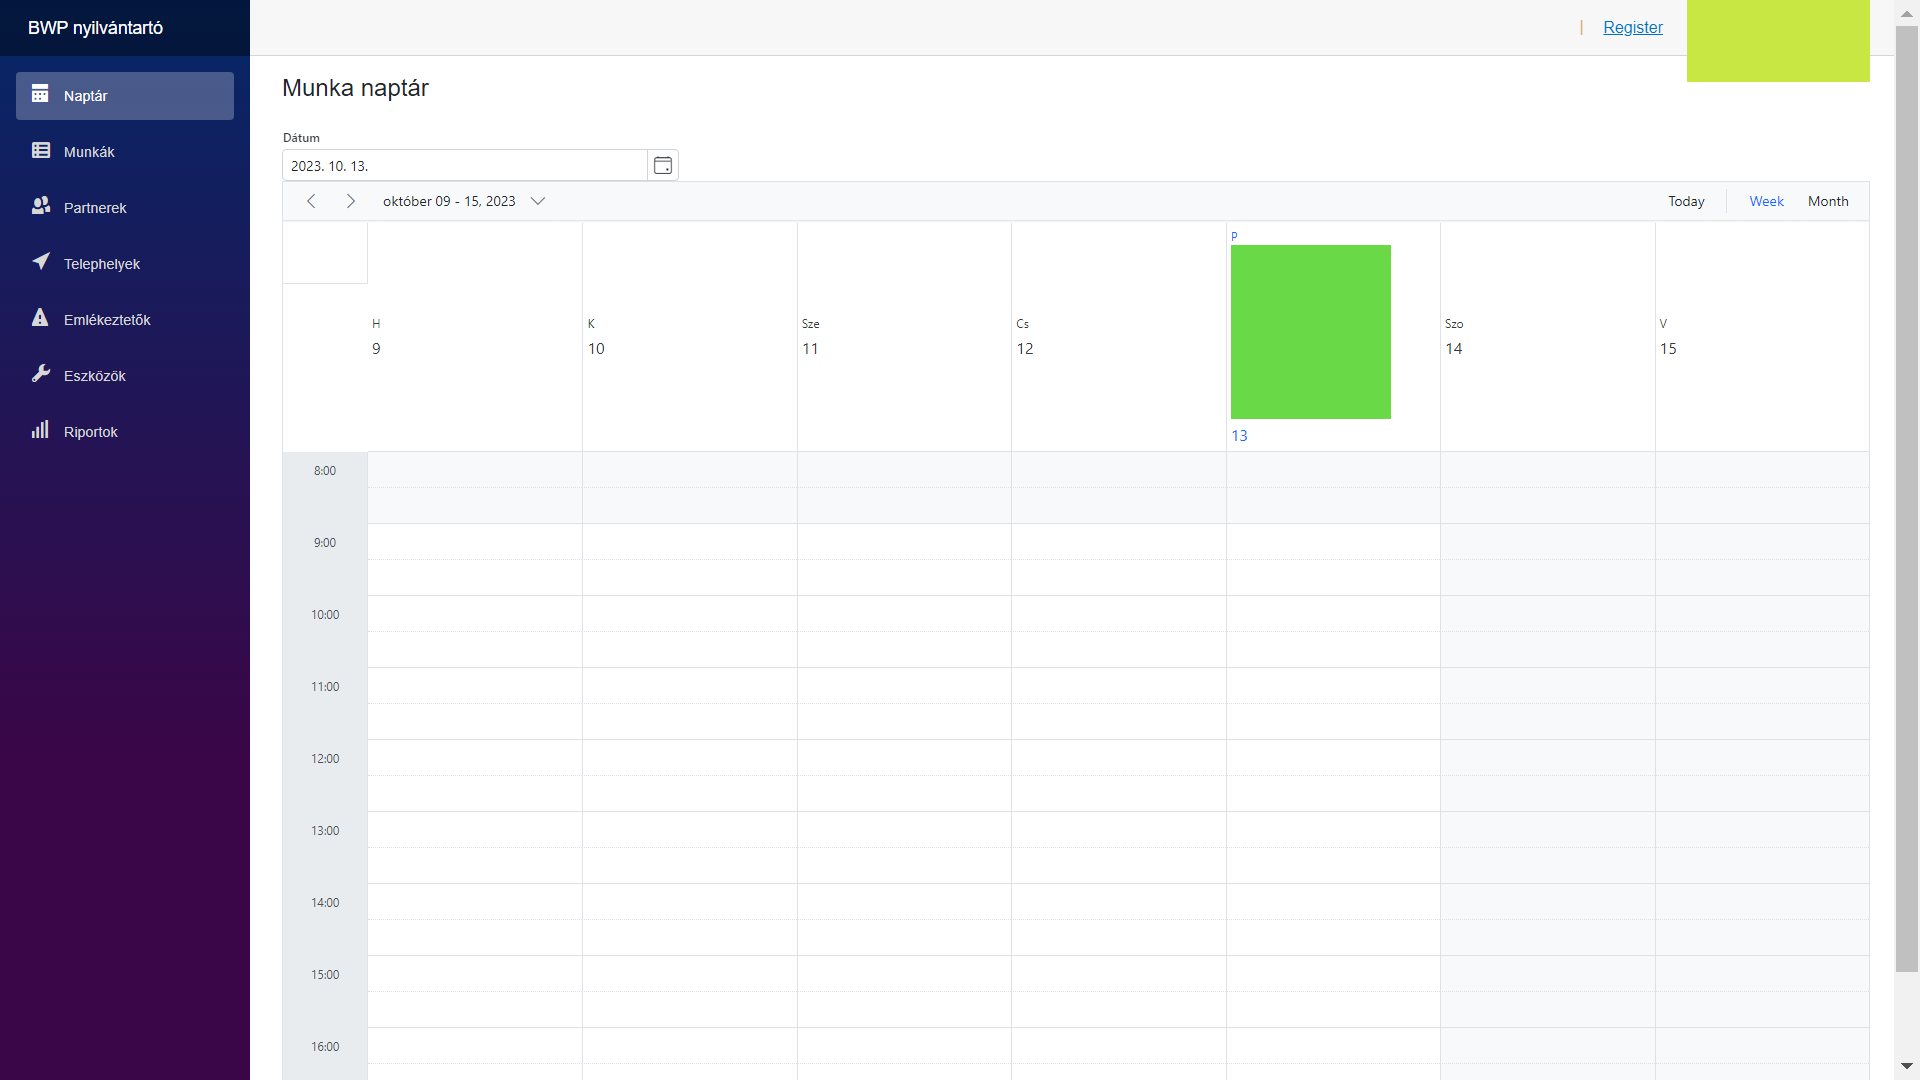 BWP nyilvántartó
Naptár
Munkák
Partnerek
Telephelyek
Emlékeztetők
Eszközök
Riportok
| Register
Munka naptár
Dátum
2023. 10. 13.
október 09 - 15, 2023
Today
Week
Month
H
9
K
10
Sze
11
Cs
12
P
13
Szo
14
V
15
8:00
9:00
10:00
11:00
12:00
13:00
14:00
15:00
16:00